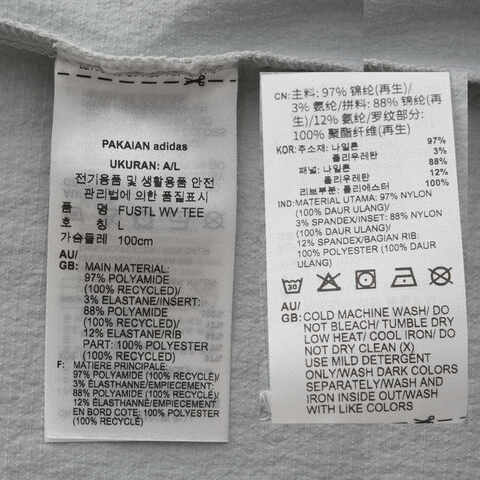 PAKAIAN adidas
UKURAN: A/L
전기용품 및 생활용품 안전
관리법에 의한 품질표시
품 명 FUSTL WV TEE
호 칭 L
가슴둘레 100cm
AU/
GB: MAIN MATERIAL:
97% POLYAMIDE
(100% RECYCLED)/
3% ELASTANE/INSERT:
88% POLYAMIDE
(100% RECYCLED)/
12% ELASTANE/RIB
PART: 100% POLYESTER
(100% RECYCLED)
F: MATIÈRE PRINCIPALE:
97% POLYAMIDE (100% RECYCLÉ)/
3% ÉLASTHANNE/EMPIECEMENT:
88% POLYAMIDE (100% RECYCLÉ)/
12% ÉLASTHANNE/EMPIECEMENT
EN BORD COTE: 100% POLYESTER
(100% RECYCLÉ)
CN: 主料: 97% 锦纶(再生)/
3% 氨纶/拼料: 88% 锦纶(再
生)/12% 氨纶/罗纹部分:
100% 聚酯纤维(再生)
KOR: 주소재: 나일론 97%
폴리우레탄 3%
패널: 나일론 88%
폴리우레탄 12%
리브부분: 폴리에스터 100%
IND: MATERIAL UTAMA: 97% NYLON
(100% DAUR ULANG)/
3% SPANDEX/INSET: 88% NYLON
(100% DAUR ULANG)/
12% SPANDEX/BAGIAN RIB:
100% POLYESTER (100% DAUR
ULANG)
30
AU/
GB: COLD MACHINE WASH/ DO
NOT BLEACH/ TUMBLE DRY
LOW HEAT/ COOL IRON/ DO
NOT DRY CLEAN (X)
USE MILD DETERGENT
ONLY/WASH DARK COLORS
SEPARATELY/WASH AND
IRON INSIDE OUT/WASH
WITH LIKE COLORS